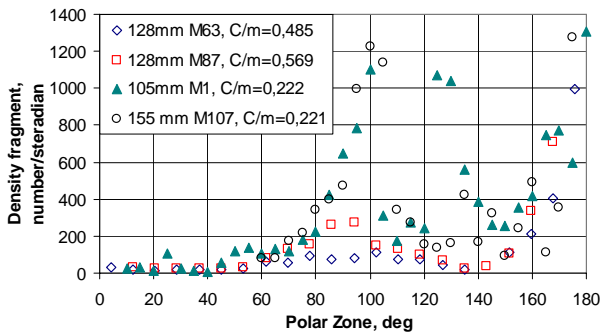 1400
1200
1000
800
600
400
200
0
Density fragment,
number/steradian
128mm M63, C/m=0,485
128mm M87, C/m=0,569
105mm M1, C/m=0,222
155 mm M107, C/m=0,221
0 20 40 60 80 100 120 140 160 180
Polar Zone, deg